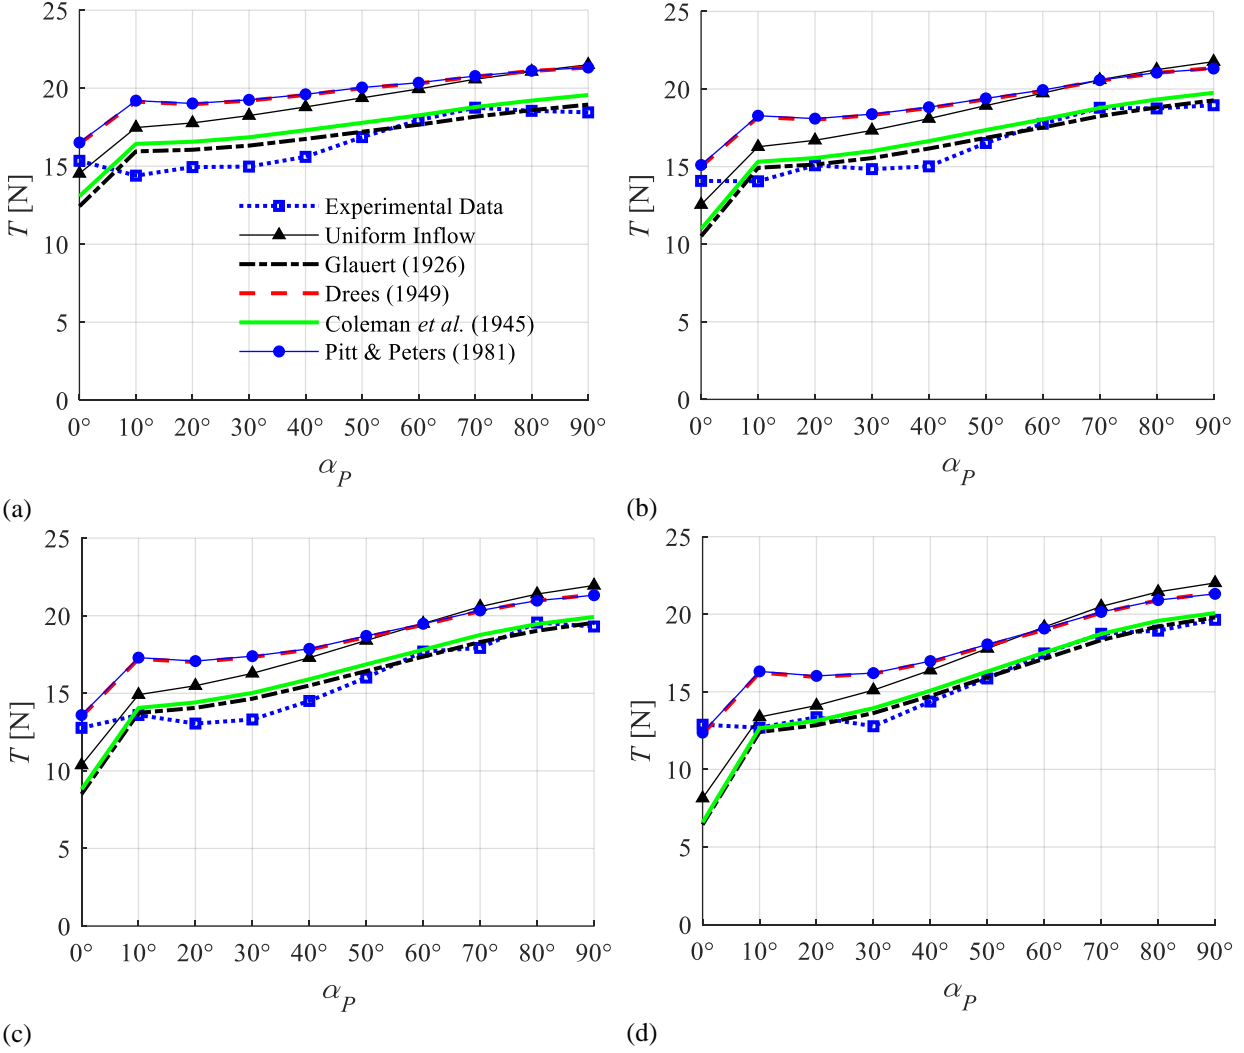 25
20
15
10
5
0
T [N]
Experimental Data
Uniform Inflow
Glauert (1926)
Drees (1949)
Coleman et al. (1945)
Pitt & Peters (1981)
0° 10° 20° 30° 40° 50° 60° 70° 80° 90°
α_P
(a)
25
20
15
10
5
0
T [N]
0° 10° 20° 30° 40° 50° 60° 70° 80° 90°
α_P
(b)
25
20
15
10
5
0
T [N]
0° 10° 20° 30° 40° 50° 60° 70° 80° 90°
α_P
(c)
25
20
15
10
5
0
T [N]
0° 10° 20° 30° 40° 50° 60° 70° 80° 90°
α_P
(d)